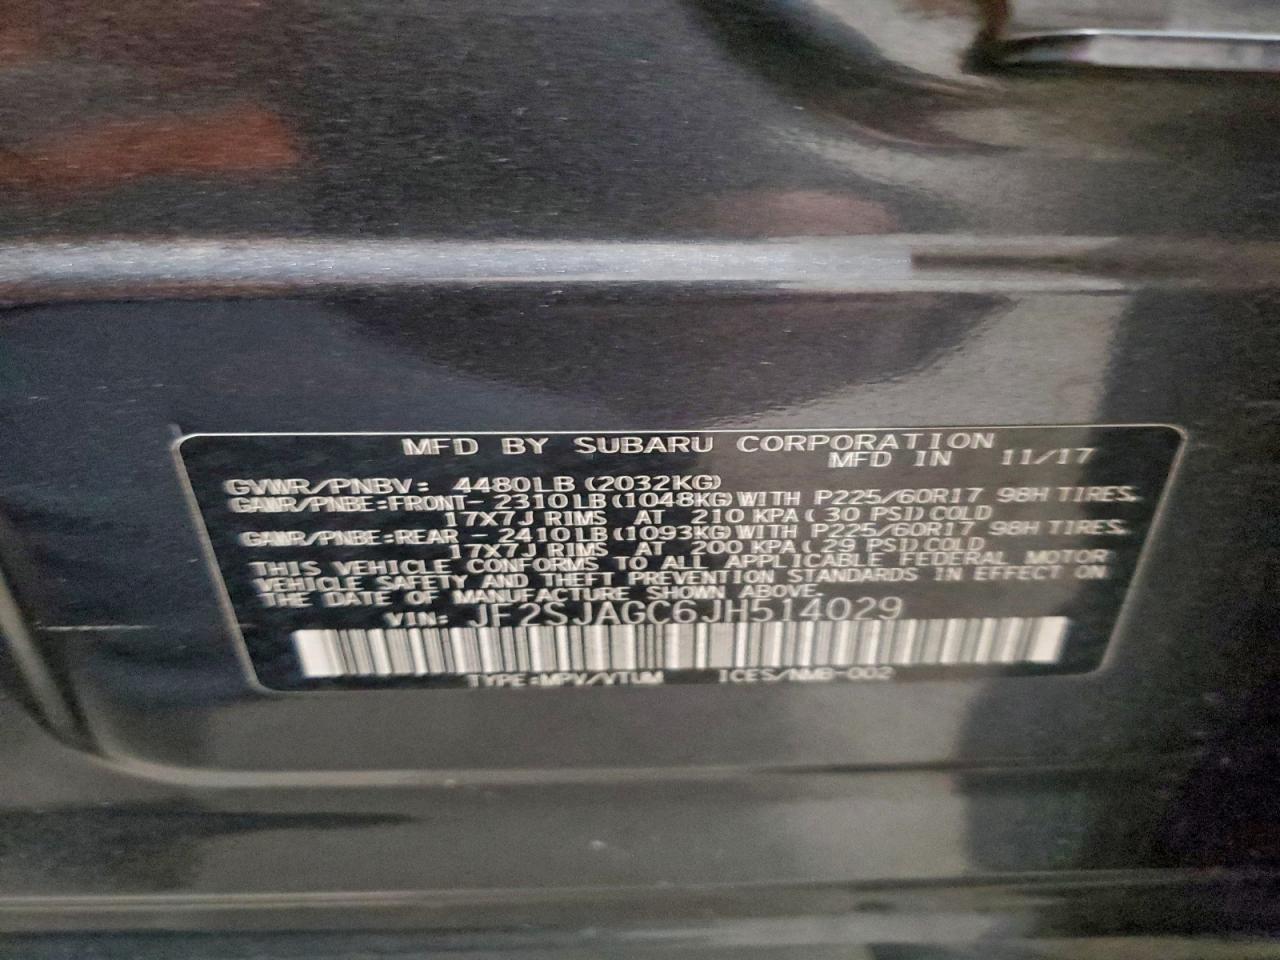 MFD BY SUBARU CORPORATION
MFD IN 11/17
GVWR/PNBV: 4480LB (2032KG)
GAWR/PNBE:FRONT-2310LB(1048KG)WITH P225/60R17 98H TIRES.
17X7J RIMS AT 210 KPA( 30 PSI)COLD
GAWR/PNBE:REAR -2410LB(1093KG)WITH P225/60R17 98H TIRES.
17X7J RIMS AT 200 KPA( 29 PSI)COLD
THIS VEHICLE CONFORMS TO ALL APPLICABLE FEDERAL MOTOR
VEHICLE SAFETY AND THEFT PREVENTION STANDARDS IN EFFECT ON
THE DATE OF MANUFACTURE SHOWN ABOVE.
VIN: JF2SJAGC6JH514029
TYPE:MPV/VTUM ICES/NMB-002